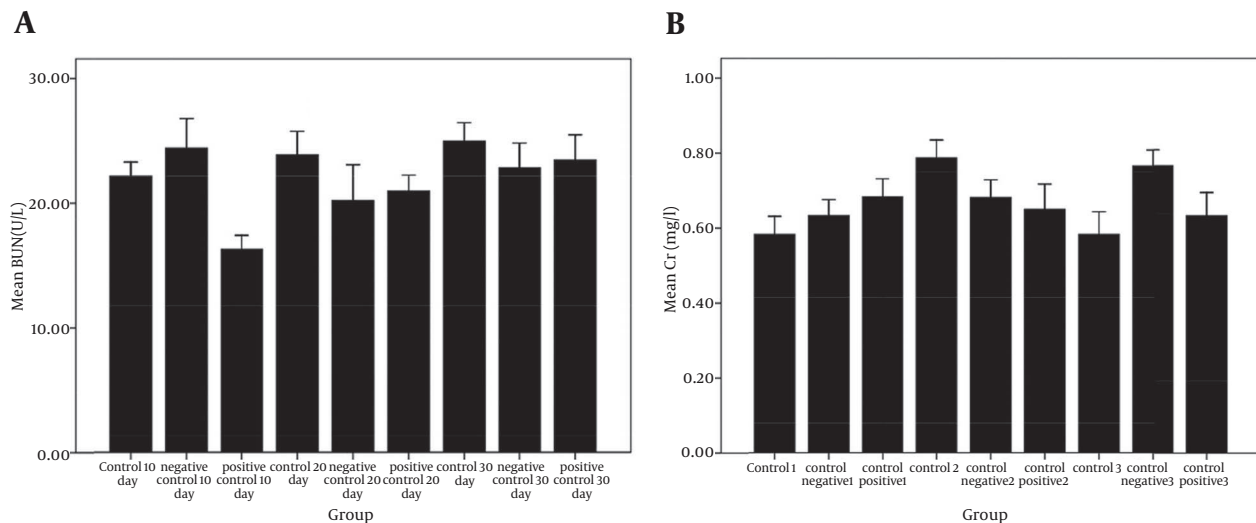 A
Mean BUN(U/L)
30.00
20.00
10.00
0.00
Control 10
day
negative
control 10
day
positive
control 10
day
control 20
day
negative
control 20
day
positive
control 20
day
control 30
day
negative
control 30
day
positive
control 30
day
Group
B
Mean Cr (mg/l)
1.00
0.80
0.60
0.40
0.20
0.00
Control 1
control
negative1
control
positive1
control 2
control
negative2
control
positive2
control 3
control
negative3
control
positive3
Group